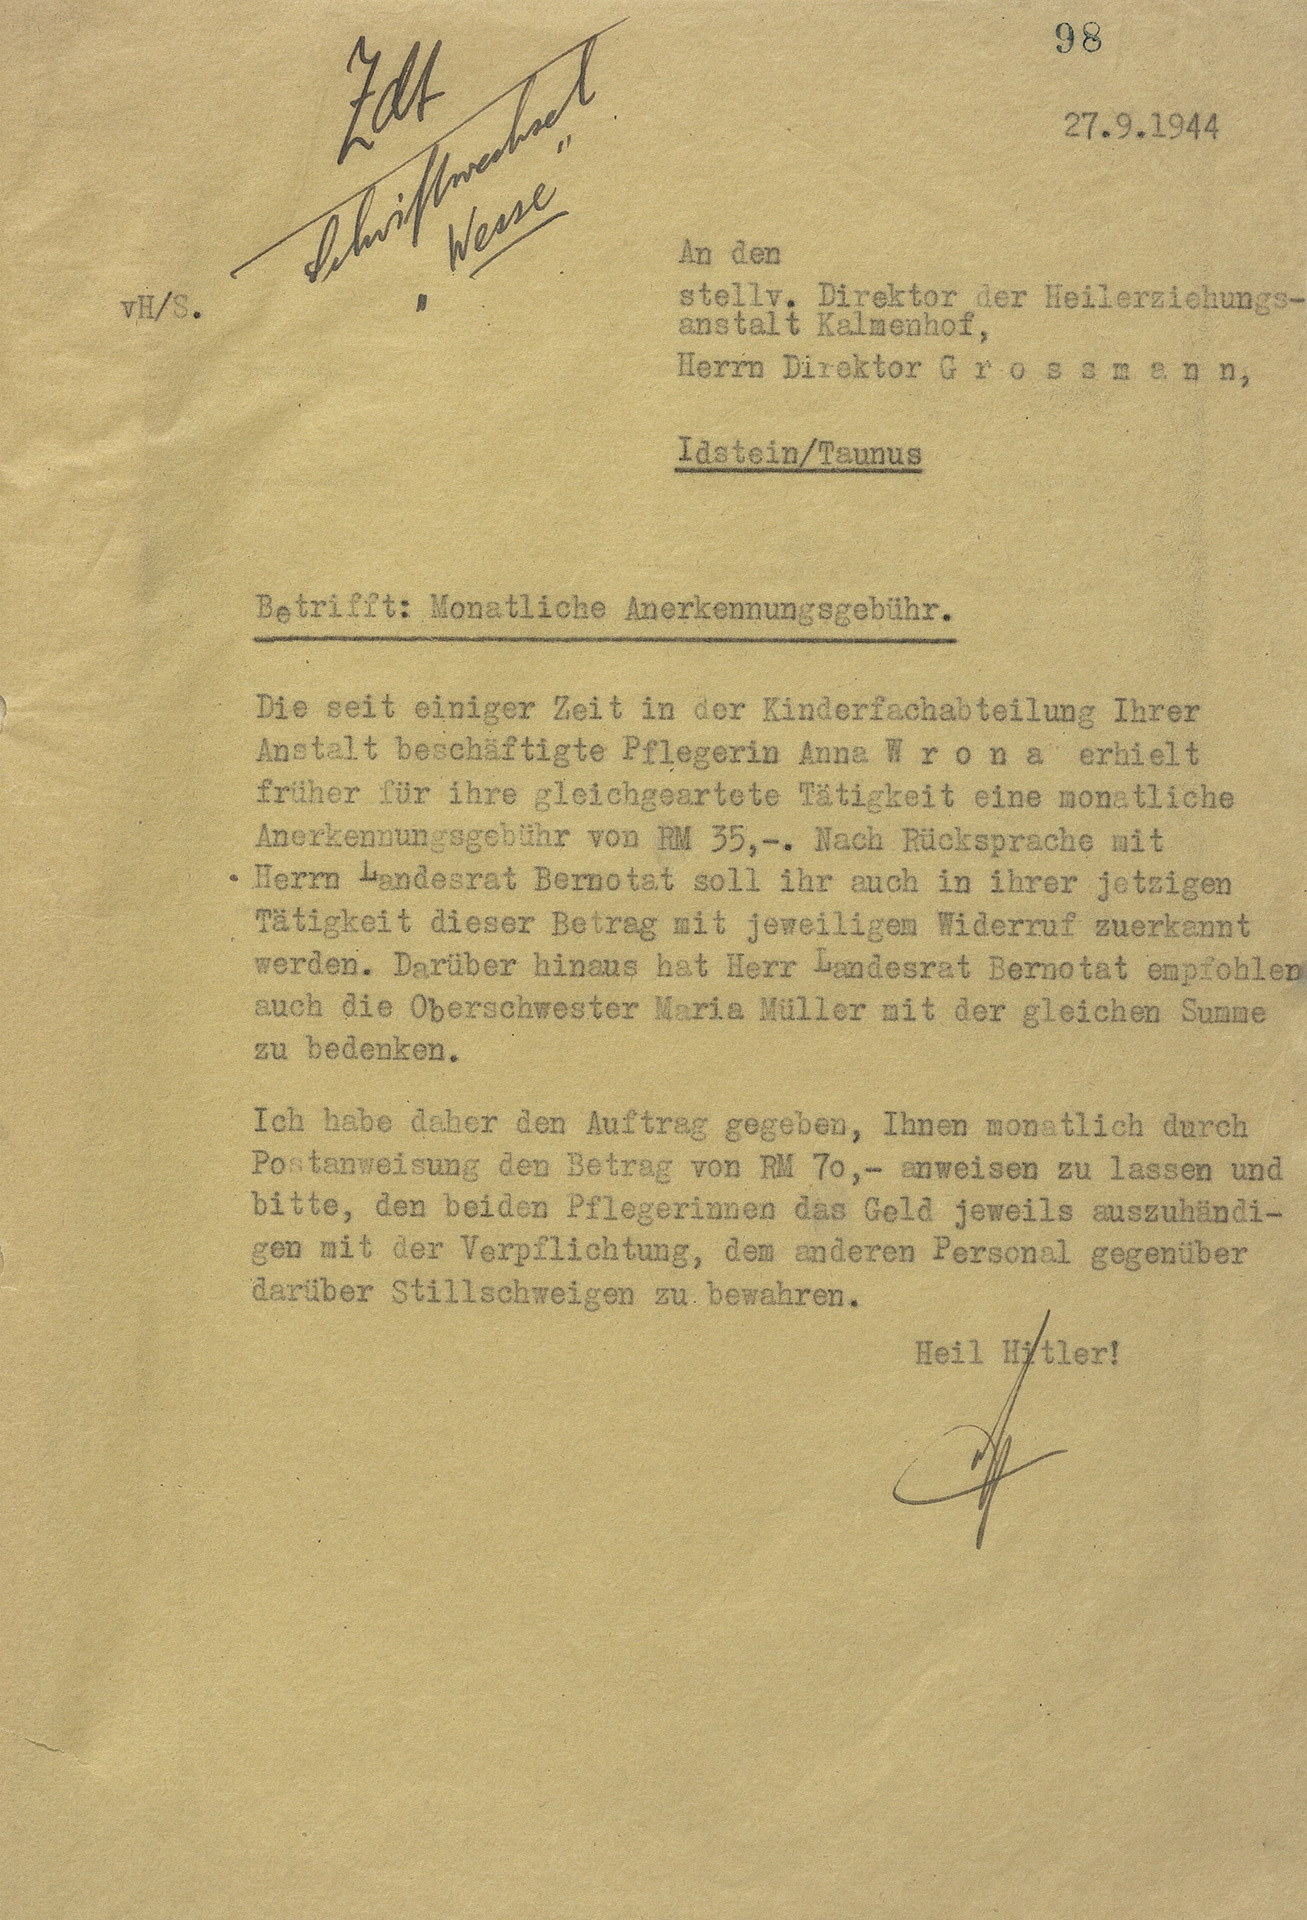 98
Zdt
Schriftwechsel
"Wesse"
27.9.1944
An den
vH/S.
stellv. Direktor der Heilerziehungs-
anstalt Kalmenhof,
Herrn Direktor G r o s s m a n n,
Idstein/Taunus
Betrifft: Monatliche Anerkennungsgebühr.
Die seit einiger Zeit in der Kinderfachabteilung Ihrer
Anstalt beschäftigte Pflegerin Anna W r o n a erhielt
früher für ihre gleichgeartete Tätigkeit eine monatliche
Anerkennungsgebühr von RM 35,-. Nach Rücksprache mit
Herrn Landesrat Bernotat soll ihr auch in ihrer jetzigen
Tätigkeit dieser Betrag mit jeweiligem Widerruf zuerkannt
werden. Darüber hinaus hat Herr Landesrat Bernotat empfohlen
auch die Oberschwester Maria Müller mit der gleichen Summe
zu bedenken.
Ich habe daher den Auftrag gegeben, Ihnen monatlich durch
Postanweisung den Betrag von RM 7o,- anweisen zu lassen und
bitte, den beiden Pflegerinnen das Geld jeweils auszuhändi-
gen mit der Verpflichtung, dem anderen Personal gegenüber
darüber Stillschweigen zu bewahren.
Heil Hitler!